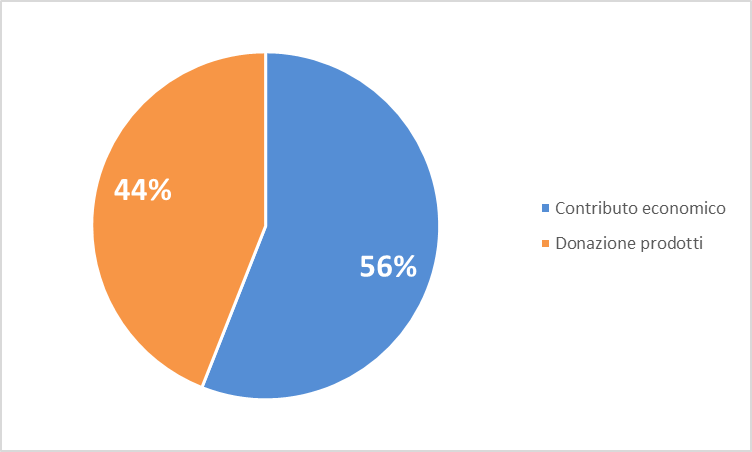 44%
56%
Contributo economico
Donazione prodotti